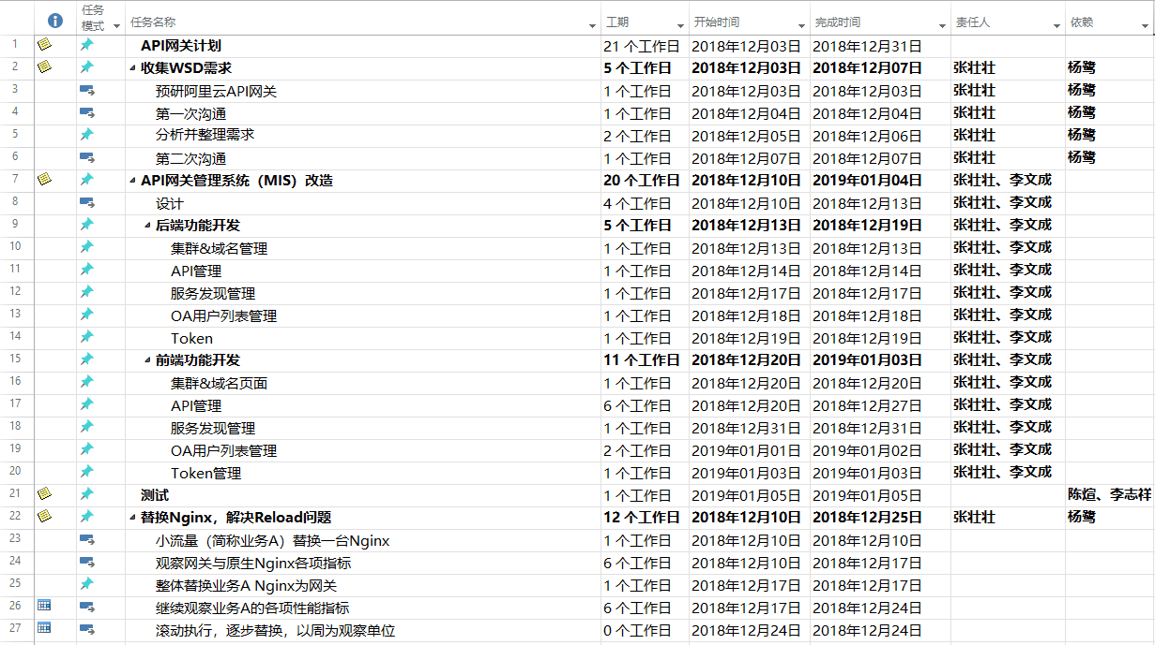 任务模式 任务名称 工期 开始时间 完成时间 责任人 依赖
1 API网关计划 21 个工作日 2018年12月03日 2018年12月31日
2 收集WSD需求 5 个工作日 2018年12月03日 2018年12月07日 张壮壮 杨鹭
3 预研阿里云API网关 1 个工作日 2018年12月03日 2018年12月03日 张壮壮 杨鹭
4 第一次沟通 1 个工作日 2018年12月04日 2018年12月04日 张壮壮 杨鹭
5 分析并整理需求 2 个工作日 2018年12月05日 2018年12月06日 张壮壮 杨鹭
6 第二次沟通 1 个工作日 2018年12月07日 2018年12月07日 张壮壮 杨鹭
7 API网关管理系统（MIS）改造 20 个工作日 2018年12月10日 2019年01月04日 张壮壮、李文成
8 设计 4 个工作日 2018年12月10日 2018年12月13日 张壮壮、李文成
9 后端功能开发 5 个工作日 2018年12月13日 2018年12月19日 张壮壮、李文成
10 集群&域名管理 1 个工作日 2018年12月13日 2018年12月13日 张壮壮、李文成
11 API管理 1 个工作日 2018年12月14日 2018年12月14日 张壮壮、李文成
12 服务发现管理 1 个工作日 2018年12月17日 2018年12月17日 张壮壮、李文成
13 OA用户列表管理 1 个工作日 2018年12月18日 2018年12月18日 张壮壮、李文成
14 Token 1 个工作日 2018年12月19日 2018年12月19日 张壮壮、李文成
15 前端功能开发 11 个工作日 2018年12月20日 2019年01月03日 张壮壮、李文成
16 集群&域名页面 1 个工作日 2018年12月20日 2018年12月20日 张壮壮、李文成
17 API管理 6 个工作日 2018年12月20日 2018年12月27日 张壮壮、李文成
18 服务发现管理 1 个工作日 2018年12月31日 2018年12月31日 张壮壮、李文成
19 OA用户列表管理 2 个工作日 2019年01月01日 2019年01月02日 张壮壮、李文成
20 Token管理 1 个工作日 2019年01月03日 2019年01月03日 张壮壮、李文成
21 测试 1 个工作日 2019年01月05日 2019年01月05日 陈煊、李志祥
22 替换Nginx，解决Reload问题 12 个工作日 2018年12月10日 2018年12月25日 张壮壮 杨鹭
23 小流量（简称业务A）替换一台Nginx 1 个工作日 2018年12月10日 2018年12月10日
24 观察网关与原生Nginx各项指标 6 个工作日 2018年12月10日 2018年12月17日
25 整体替换业务A Nginx为网关 1 个工作日 2018年12月17日 2018年12月17日
26 继续观察业务A的各项性能指标 6 个工作日 2018年12月17日 2018年12月24日
27 滚动执行，逐步替换，以周为观察单位 0 个工作日 2018年12月24日 2018年12月24日